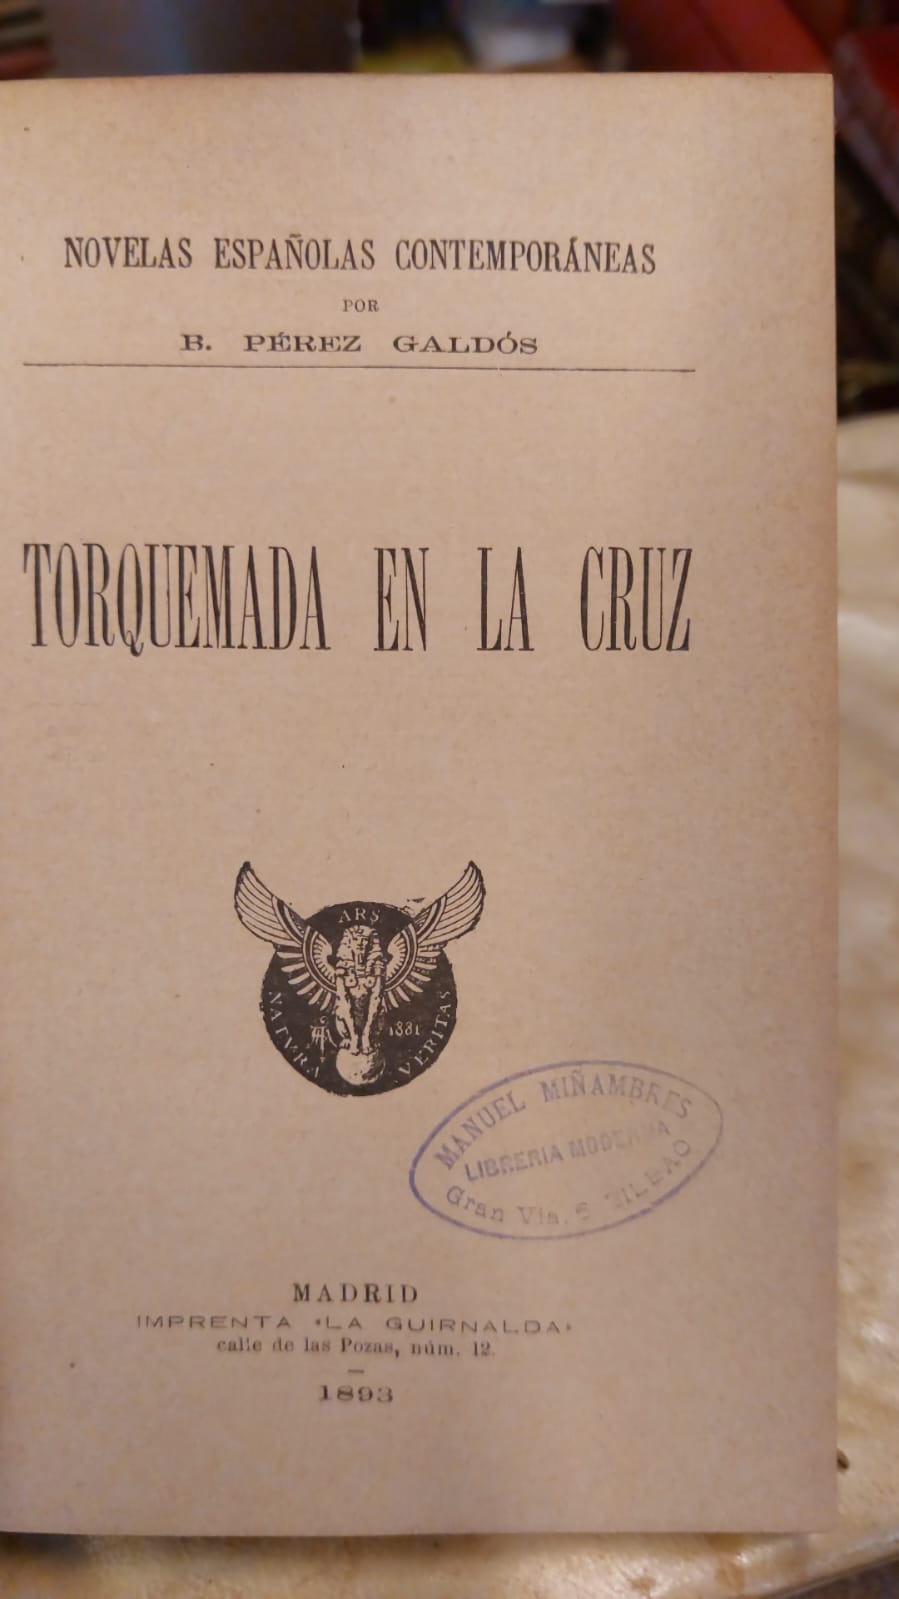 NOVELAS ESPAÑOLAS CONTEMPORÁNEAS
POR
B. PÉREZ GALDÓS
TORQUEMADA EN LA CRUZ
ARS
NATVRA
VERITAS
1881
MANUEL MIÑAMBRES
LIBRERIA MODERNA
Gran Vía, 6 BILBAO
MADRID
IMPRENTA «LA GUIRNALDA»
calle de las Pozas, núm. 12.
1893